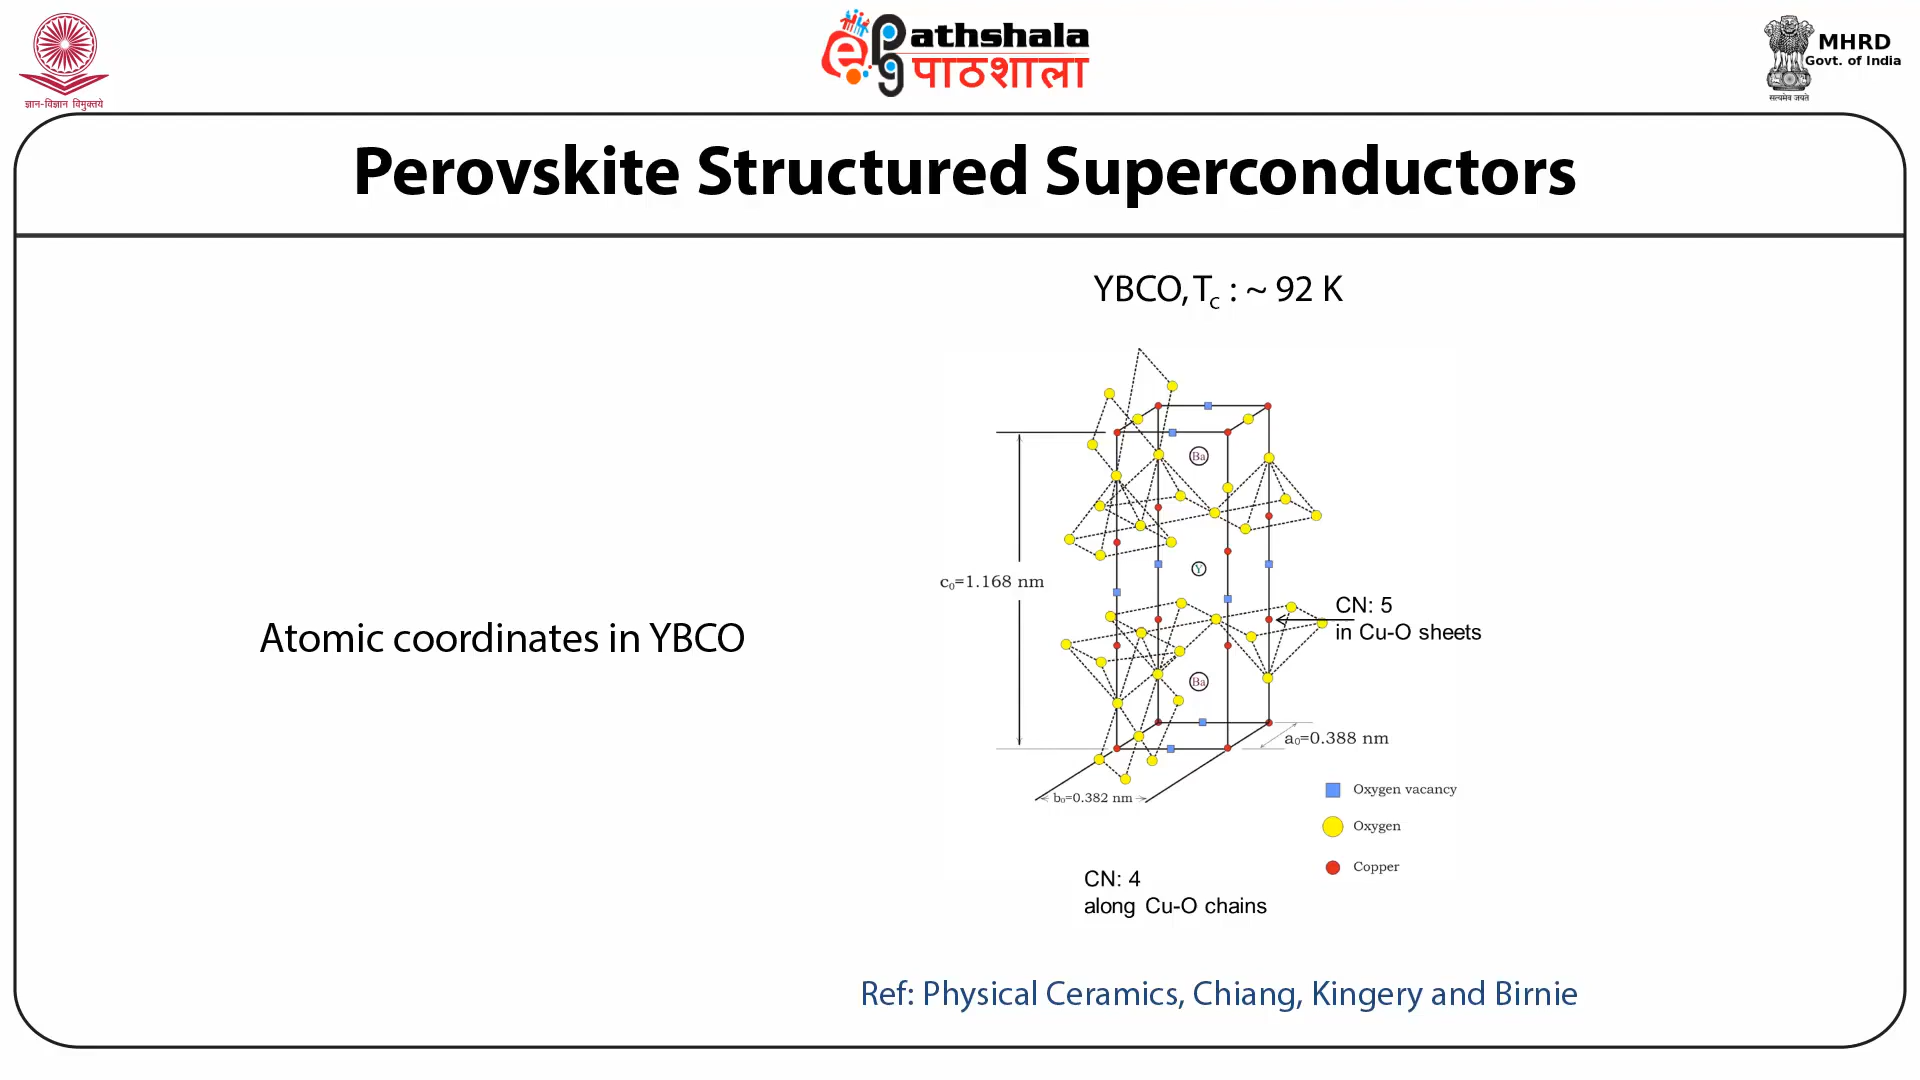 ज्ञान-विज्ञान विमुक्तये
ePathshala
पाठशाला
MHRD
Govt. of India
सत्यमेव जयते
Perovskite Structured Superconductors
YBCO, Tc : ~ 92 K
Ba
Y
c₀=1.168 nm
CN: 5
in Cu-O sheets
Atomic coordinates in YBCO
Ba
a₀=0.388 nm
b₀=0.382 nm
Oxygen vacancy
Oxygen
Copper
CN: 4
along Cu-O chains
Ref: Physical Ceramics, Chiang, Kingery and Birnie